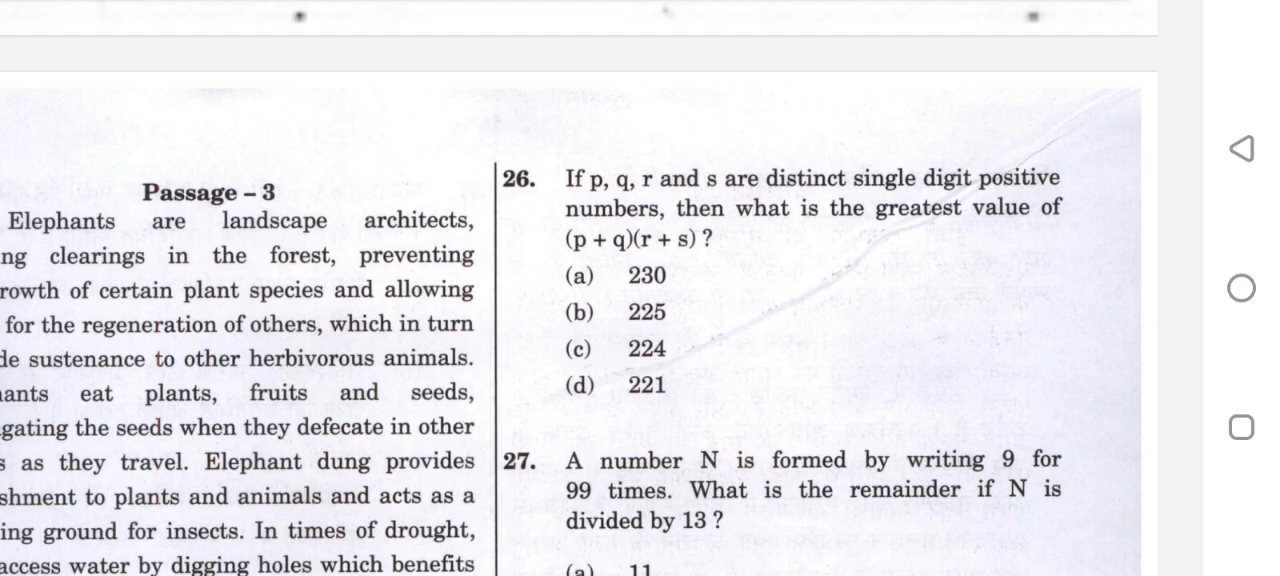 Passage – 3
Elephants are landscape architects,
ng clearings in the forest, preventing
rowth of certain plant species and allowing
for the regeneration of others, which in turn
de sustenance to other herbivorous animals.
ants eat plants, fruits and seeds,
gating the seeds when they defecate in other
s as they travel. Elephant dung provides
shment to plants and animals and acts as a
ing ground for insects. In times of drought,
access water by digging holes which benefits
26. If p, q, r and s are distinct single digit positive
numbers, then what is the greatest value of
(p + q)(r + s) ?
(a) 230
(b) 225
(c) 224
(d) 221
27. A number N is formed by writing 9 for
99 times. What is the remainder if N is
divided by 13 ?
(a) 11